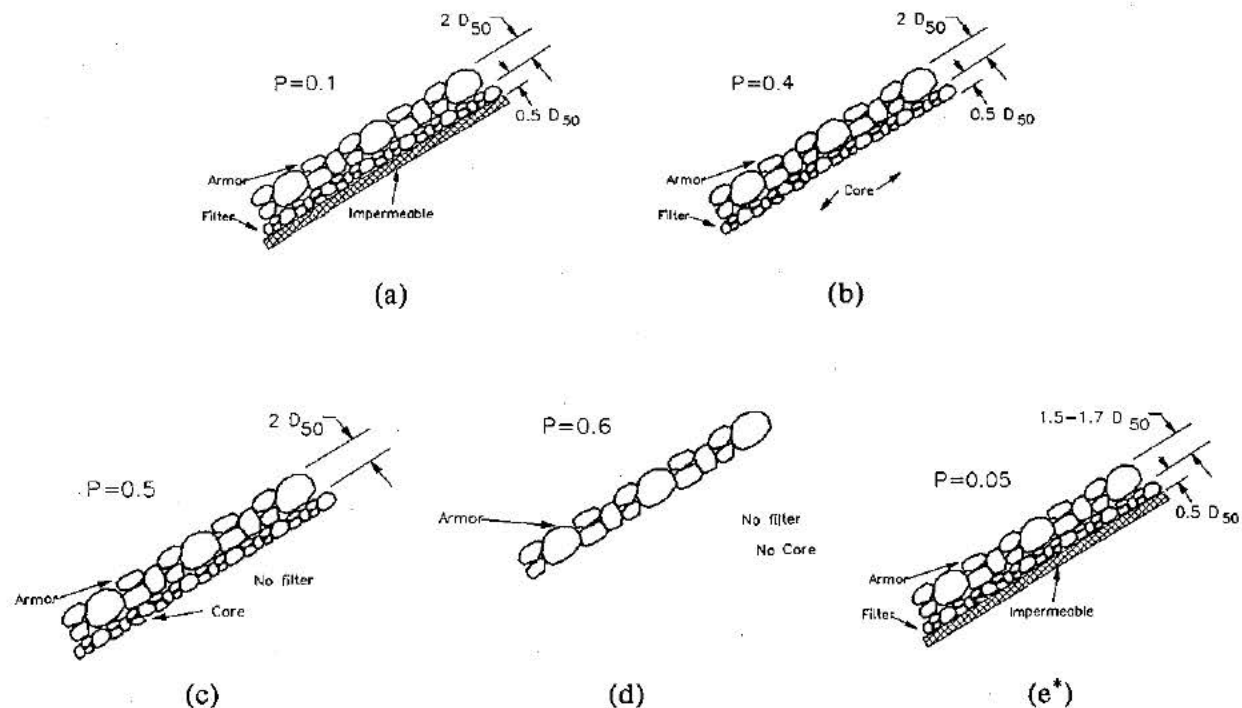 2 D50
P=0.1
0.5 D50
Armor
Filter
Impermeable
(a)
2 D50
P=0.4
0.5 D50
Armor
Filter
Core
(b)
2 D50
P=0.5
Armor
No filter
Core
(c)
P=0.6
Armor
No filter
No Core
(d)
1.5-1.7 D50
P=0.05
0.5 D50
Armor
Filter
Impermeable
(e*)